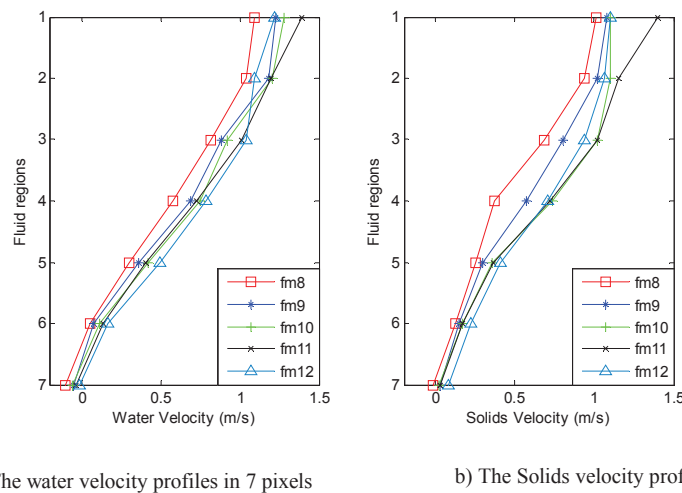 1
2
3
4
5
6
7
Fluid regions
0
0.5
1
1.5
Water Velocity (m/s)
fm8
fm9
fm10
fm11
fm12
1
2
3
4
5
6
7
Fluid regions
0
0.5
1
1.5
Solids Velocity (m/s)
fm8
fm9
fm10
fm11
fm12
he water velocity profiles in 7 pixels
b) The Solids velocity prof